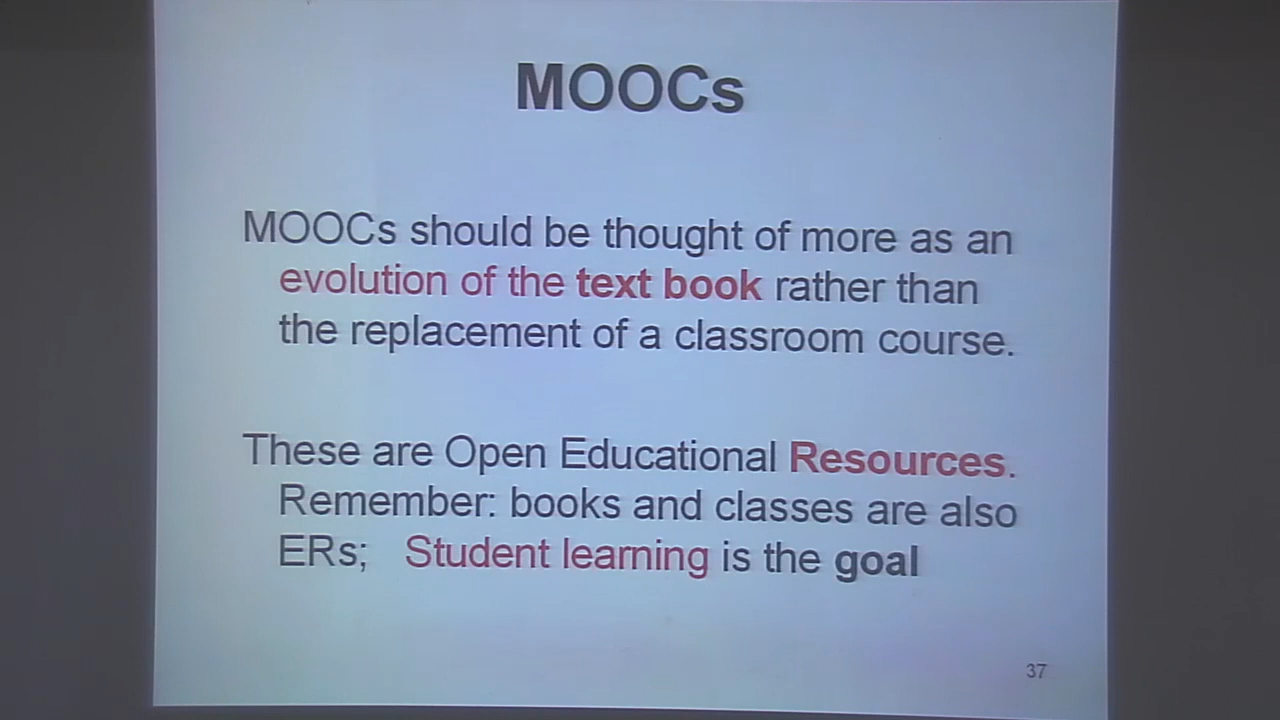 MOOCs
MOOCs should be thought of more as an
evolution of the text book rather than
the replacement of a classroom course.
These are Open Educational Resources.
Remember: books and classes are also
ERs; Student learning is the goal
37